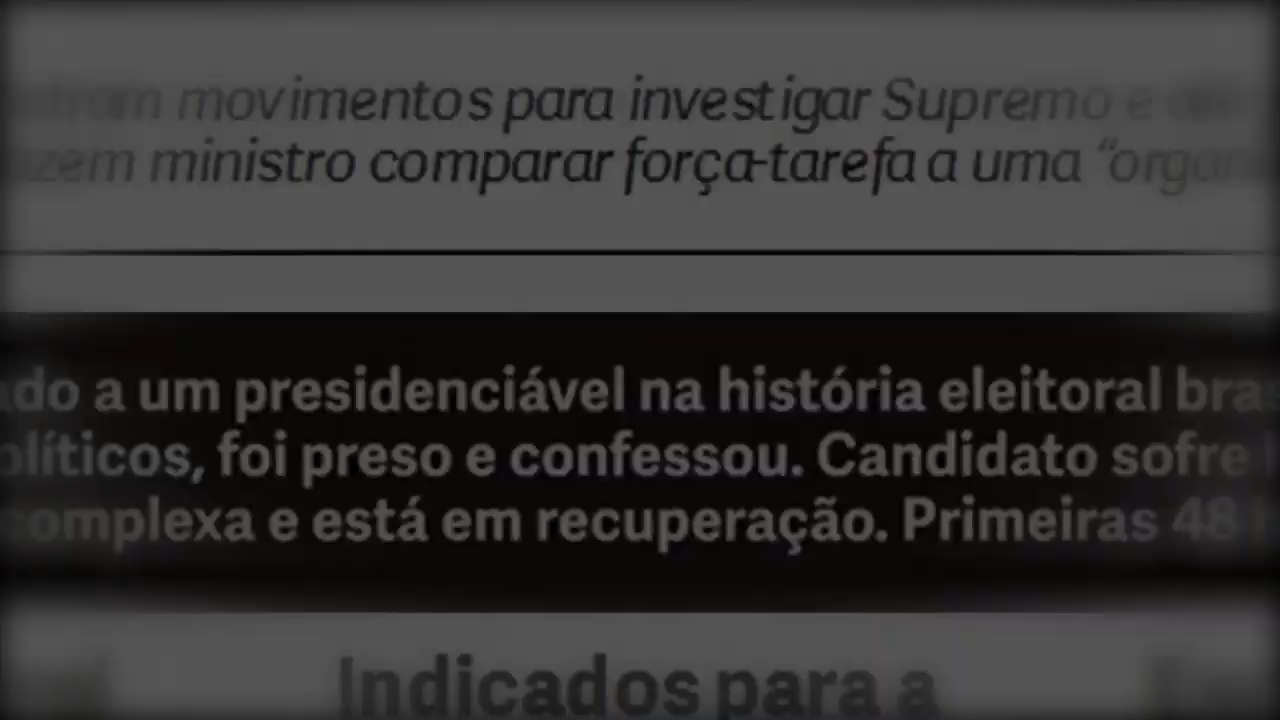 movimentos para investigar Supremo e
ministro comparar força-tarefa a uma
a um presidenciável na história eleitoral
foi preso e confessou. Candidato sofre
complexa e está em recuperação. Primeiras 48
Indicados para a